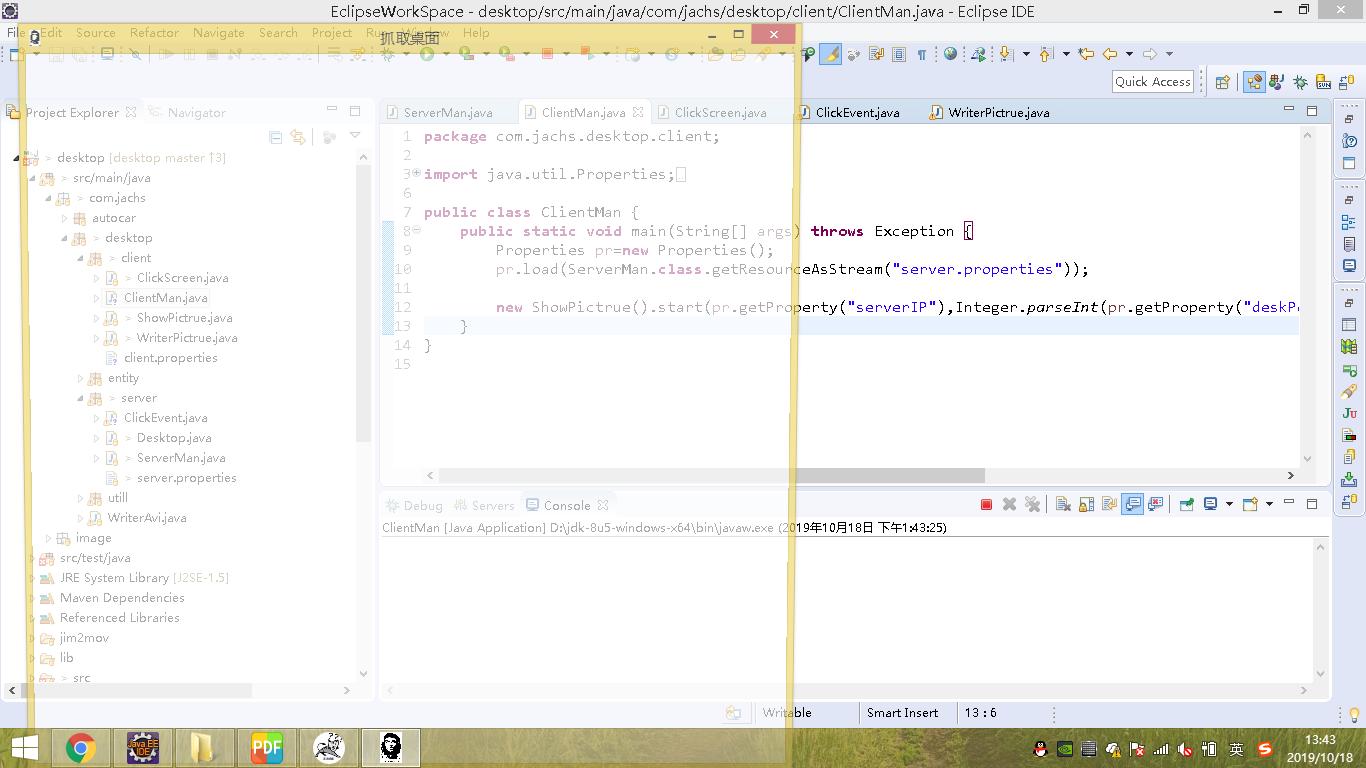 EclipseWorkSpace - desktop/src/main/java/com/jachs/desktop/client/ClientMan.java - Eclipse IDE
File Edit Source Refactor Navigate Search Project Run Window Help
抓取桌面
Quick Access
Project Explorer Navigator
ServerMan.java ClientMan.java ClickScreen.java ClickEvent.java WriterPictrue.java
desktop [desktop master ↑3]
> src/main/java
> com.jachs
autocar
> desktop
> client
> ClickScreen.java
ClientMan.java
> ShowPictrue.java
> WriterPictrue.java
client.properties
entity
> server
ClickEvent.java
> Desktop.java
> ServerMan.java
> server.properties
utill
WriterAvi.java
image
src/test/java
JRE System Library [J2SE-1.5]
Maven Dependencies
Referenced Libraries
jim2mov
lib
> src
1 package com.jachs.desktop.client;
2
3 import java.util.Properties;
6
7 public class ClientMan {
8 public static void main(String[] args) throws Exception {
9 Properties pr=new Properties();
10 pr.load(ServerMan.class.getResourceAsStream("server.properties"));
11
12 new ShowPictrue().start(pr.getProperty("serverIP"),Integer.parseInt(pr.getProperty("deskP
13 }
14 }
15
Debug Servers Console
ClientMan [Java Application] D:\jdk-8u5-windows-x64\bin\javaw.exe (2019年10月18日 下午1:43:25)
Writable Smart Insert 13 : 6
Java EE
IDE
PDF
英
13:43
2019/10/18